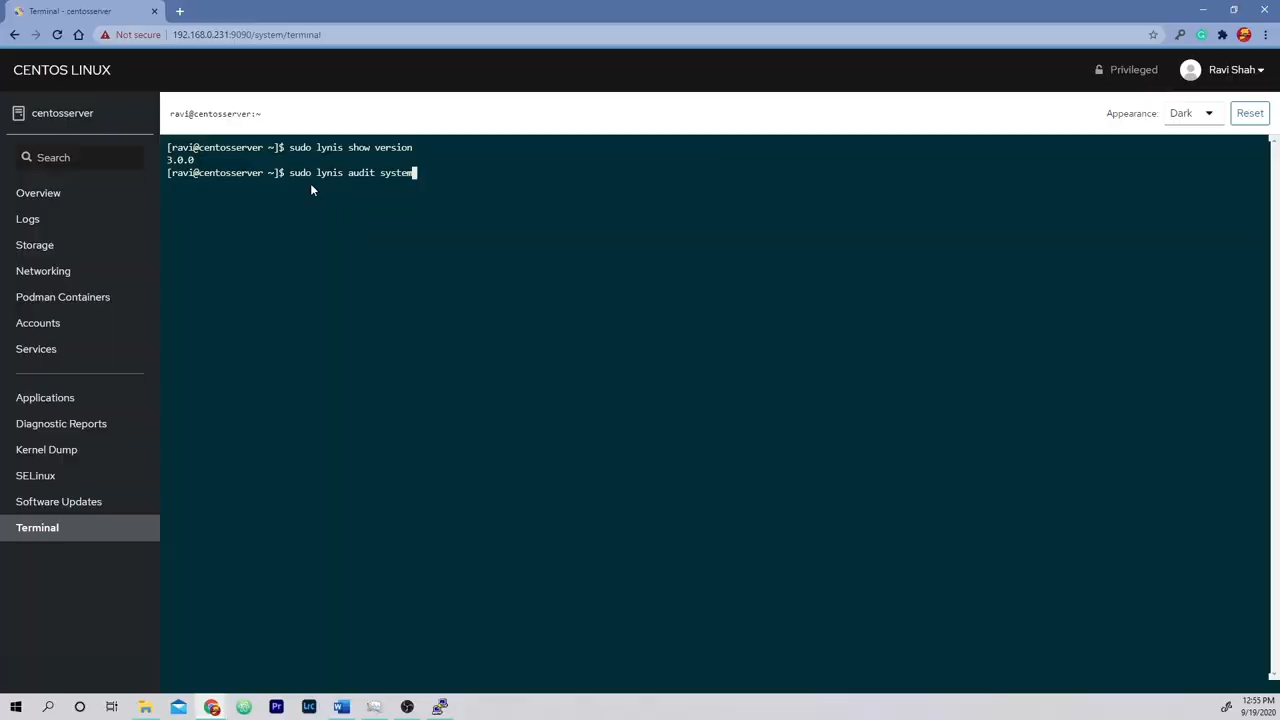 Terminal - centosserver
Not secure
192.168.0.231:9090/system/terminal
CENTOS LINUX
Privileged
Ravi Shah
centosserver
ravi@centosserver:~
Appearance:
Dark
Reset
Search
Overview
Logs
Storage
Networking
Podman Containers
Accounts
Services
Applications
Diagnostic Reports
Kernel Dump
SELinux
Software Updates
Terminal
[ravi@centosserver ~]$ sudo lynis show version
3.0.0
[ravi@centosserver ~]$ sudo lynis audit system
Pr
Lrc
12:55 PM
9/19/2020